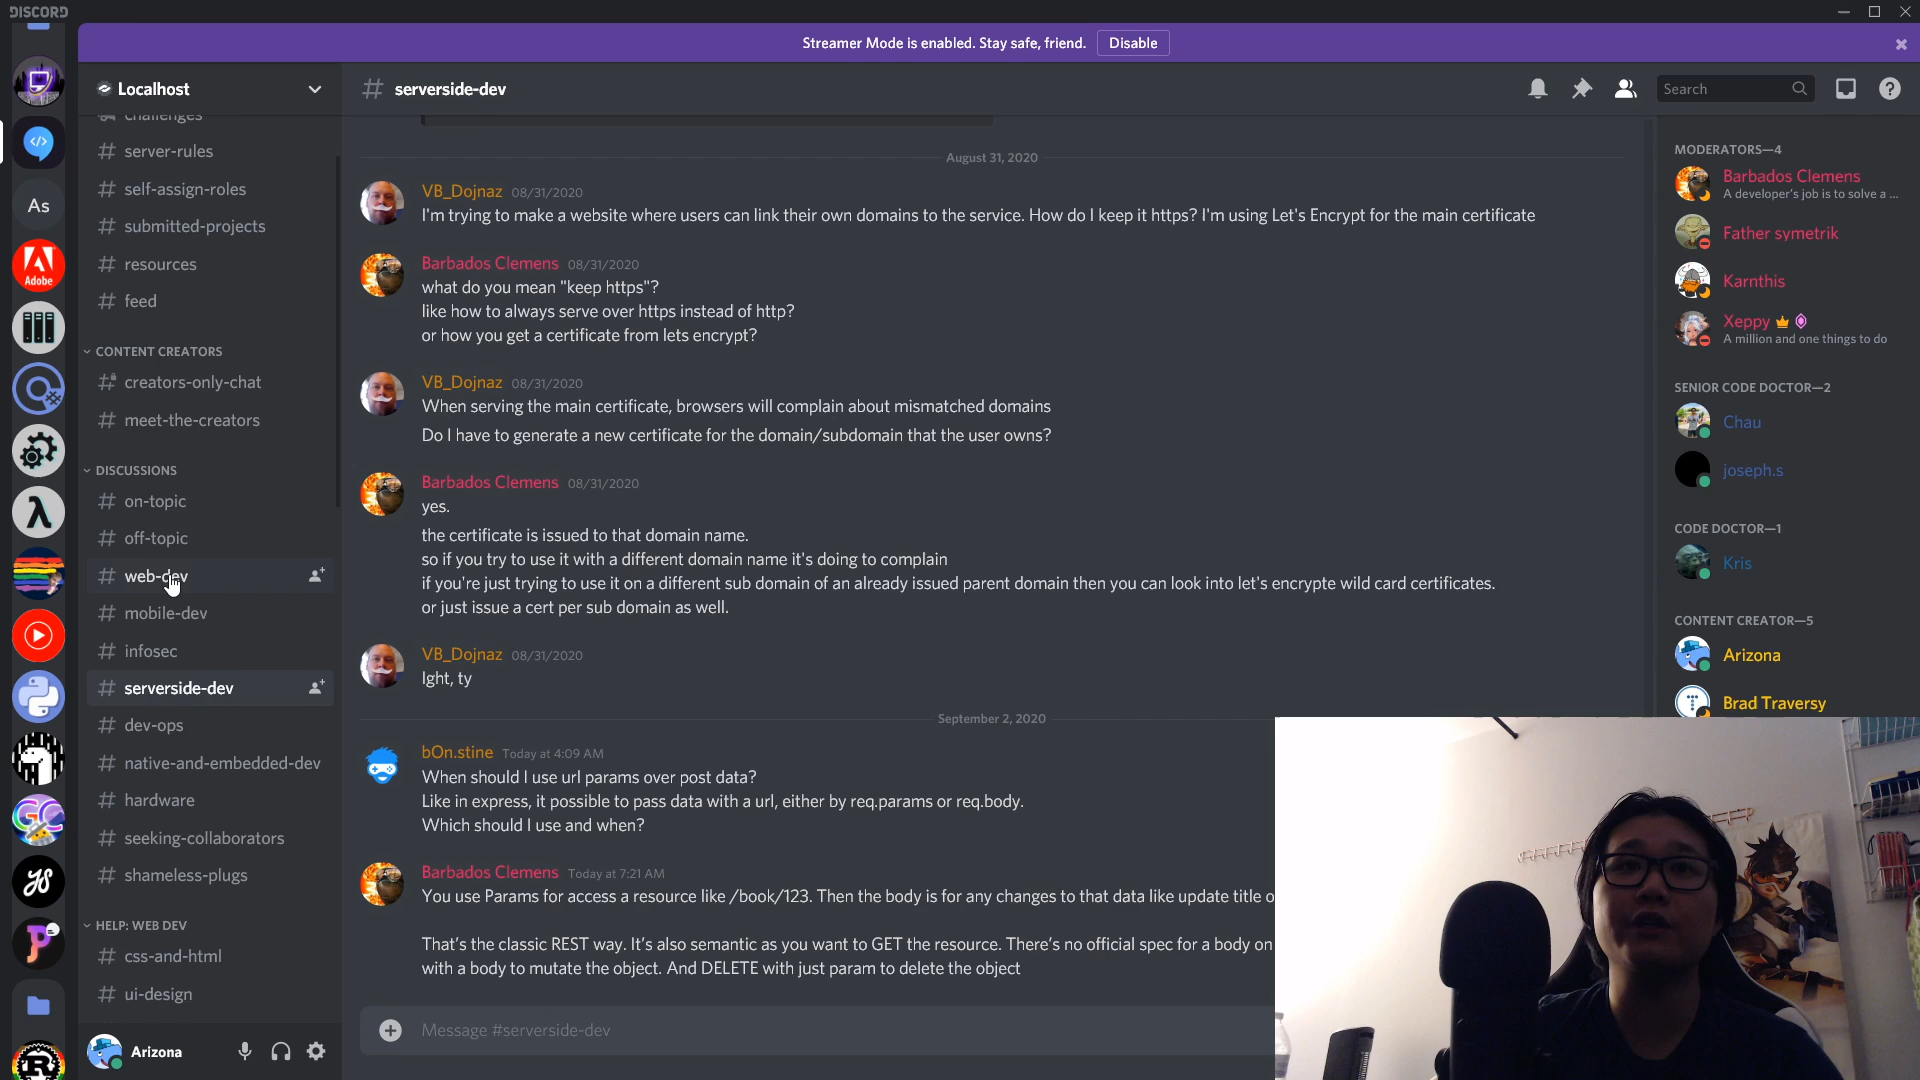 DISCORD
Streamer Mode is enabled. Stay safe, friend.
Disable
Localhost
serverside-dev
Search
challenges
server-rules
self-assign-roles
submitted-projects
resources
feed
CONTENT CREATORS
creators-only-chat
meet-the-creators
DISCUSSIONS
on-topic
off-topic
web-dev
mobile-dev
infosec
serverside-dev
dev-ops
native-and-embedded-dev
hardware
seeking-collaborators
shameless-plugs
HELP: WEB DEV
css-and-html
ui-design
Arizona
As
Adobe
August 31, 2020
VB_Dojnaz 08/31/2020
I'm trying to make a website where users can link their own domains to the service. How do I keep it https? I'm using Let's Encrypt for the main certificate
Barbados Clemens 08/31/2020
what do you mean "keep https"?
like how to always serve over https instead of http?
or how you get a certificate from lets encrypt?
VB_Dojnaz 08/31/2020
When serving the main certificate, browsers will complain about mismatched domains
Do I have to generate a new certificate for the domain/subdomain that the user owns?
Barbados Clemens 08/31/2020
yes.
the certificate is issued to that domain name.
so if you try to use it with a different domain name it's doing to complain
if you're just trying to use it on a different sub domain of an already issued parent domain then you can look into let's encrypte wild card certificates.
or just issue a cert per sub domain as well.
VB_Dojnaz 08/31/2020
Ight, ty
September 2, 2020
bOn.stine Today at 4:09 AM
When should I use url params over post data?
Like in express, it possible to pass data with a url, either by req.params or req.body.
Which should I use and when?
Barbados Clemens Today at 7:21 AM
You use Params for access a resource like /book/123. Then the body is for any changes to that data like update title o
That's the classic REST way. It's also semantic as you want to GET the resource. There's no official spec for a body on
with a body to mutate the object. And DELETE with just param to delete the object
Message #serverside-dev
MODERATORS—4
Barbados Clemens
A developer's job is to solve a ...
Father symetrik
Karnthis
Xeppy
A million and one things to do
SENIOR CODE DOCTOR—2
Chau
joseph.s
CODE DOCTOR—1
Kris
CONTENT CREATOR—5
Arizona
Brad Traversy